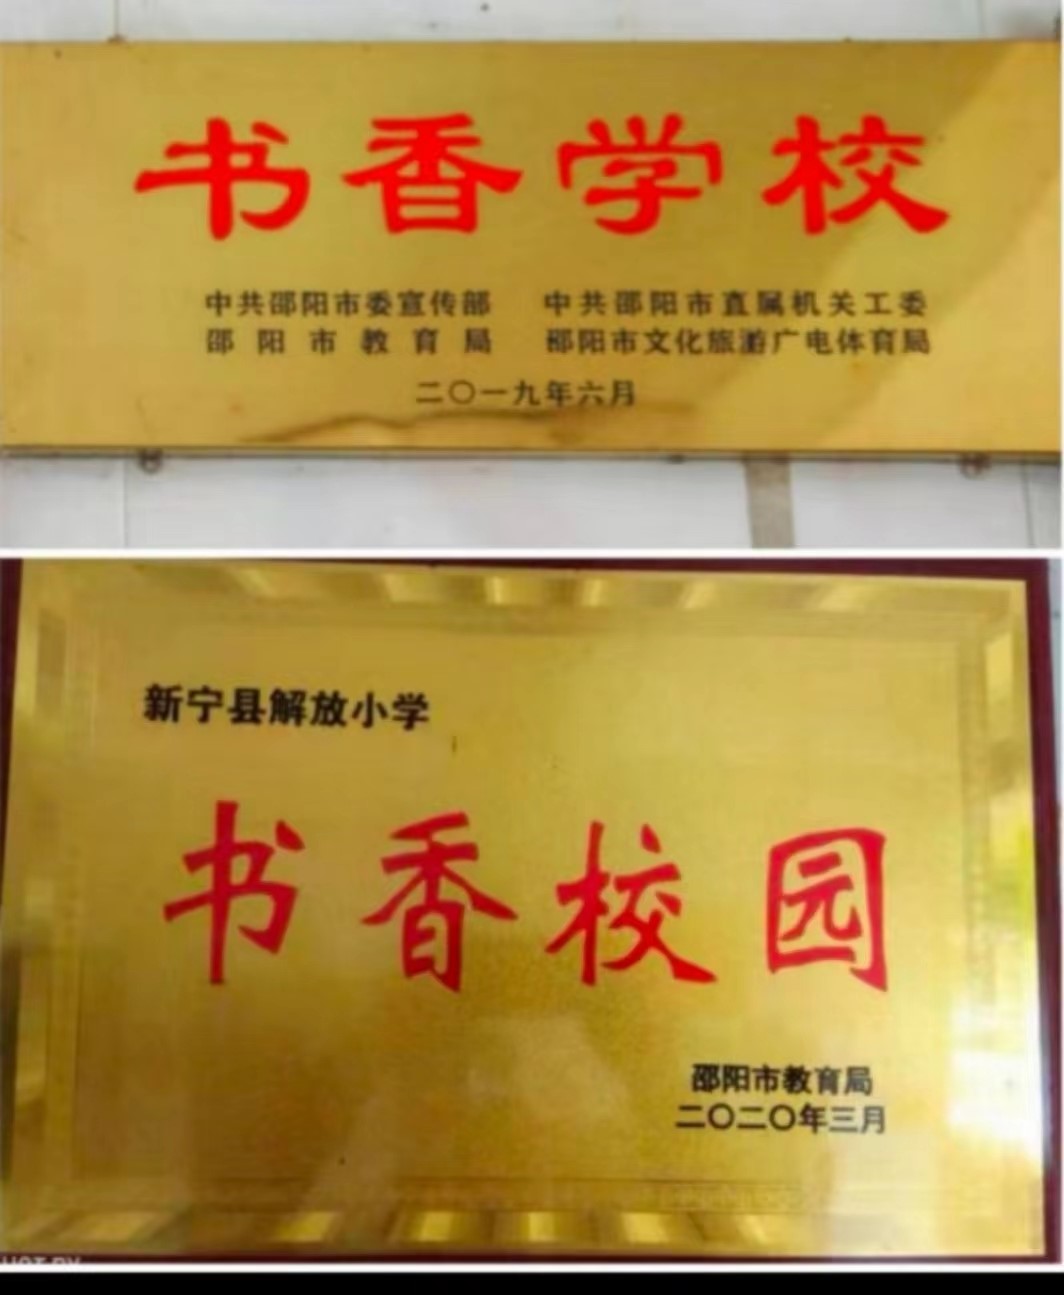 书香学校
中共邵阳市委宣传部 中共邵阳市直属机关工委
邵阳市教育局 邵阳市文化旅游广电体育局
二〇一九年六月
新宁县解放小学
书香校园
邵阳市教育局
二〇二〇年三月